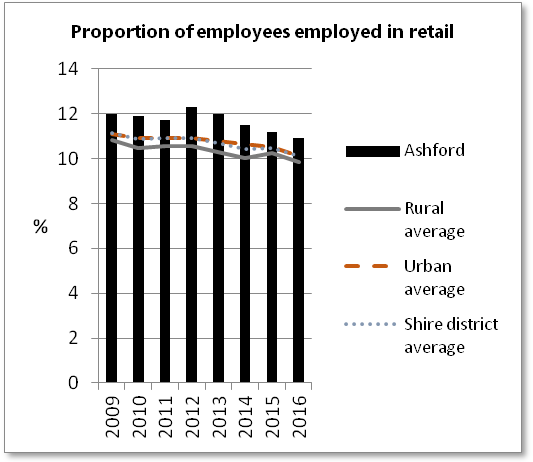 Proportion of employees employed in retail
14
12
10
8
6
4
2
0
%
2009
2010
2011
2012
2013
2014
2015
2016
Ashford
Rural
average
Urban
average
Shire district
average